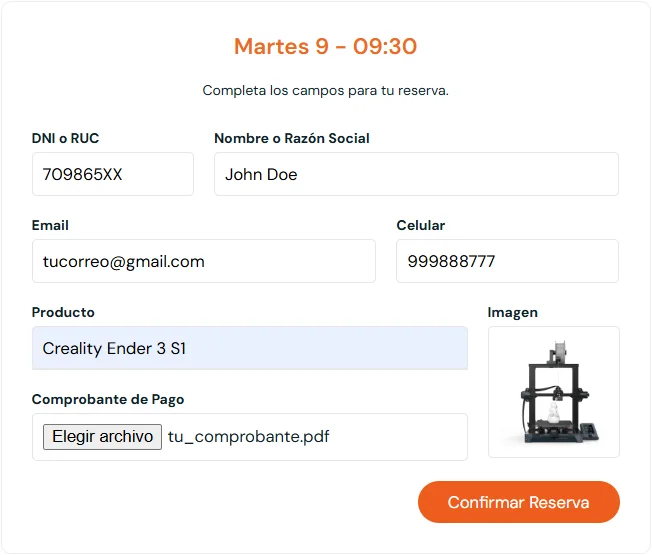 Martes 9 - 09:30
Completa los campos para tu reserva.
DNI o RUC
Nombre o Razón Social
709865XX
John Doe
Email
Celular
tucorreo@gmail.com
999888777
Producto
Imagen
Creality Ender 3 S1
Comprobante de Pago
Elegir archivo tu_comprobante.pdf
Confirmar Reserva